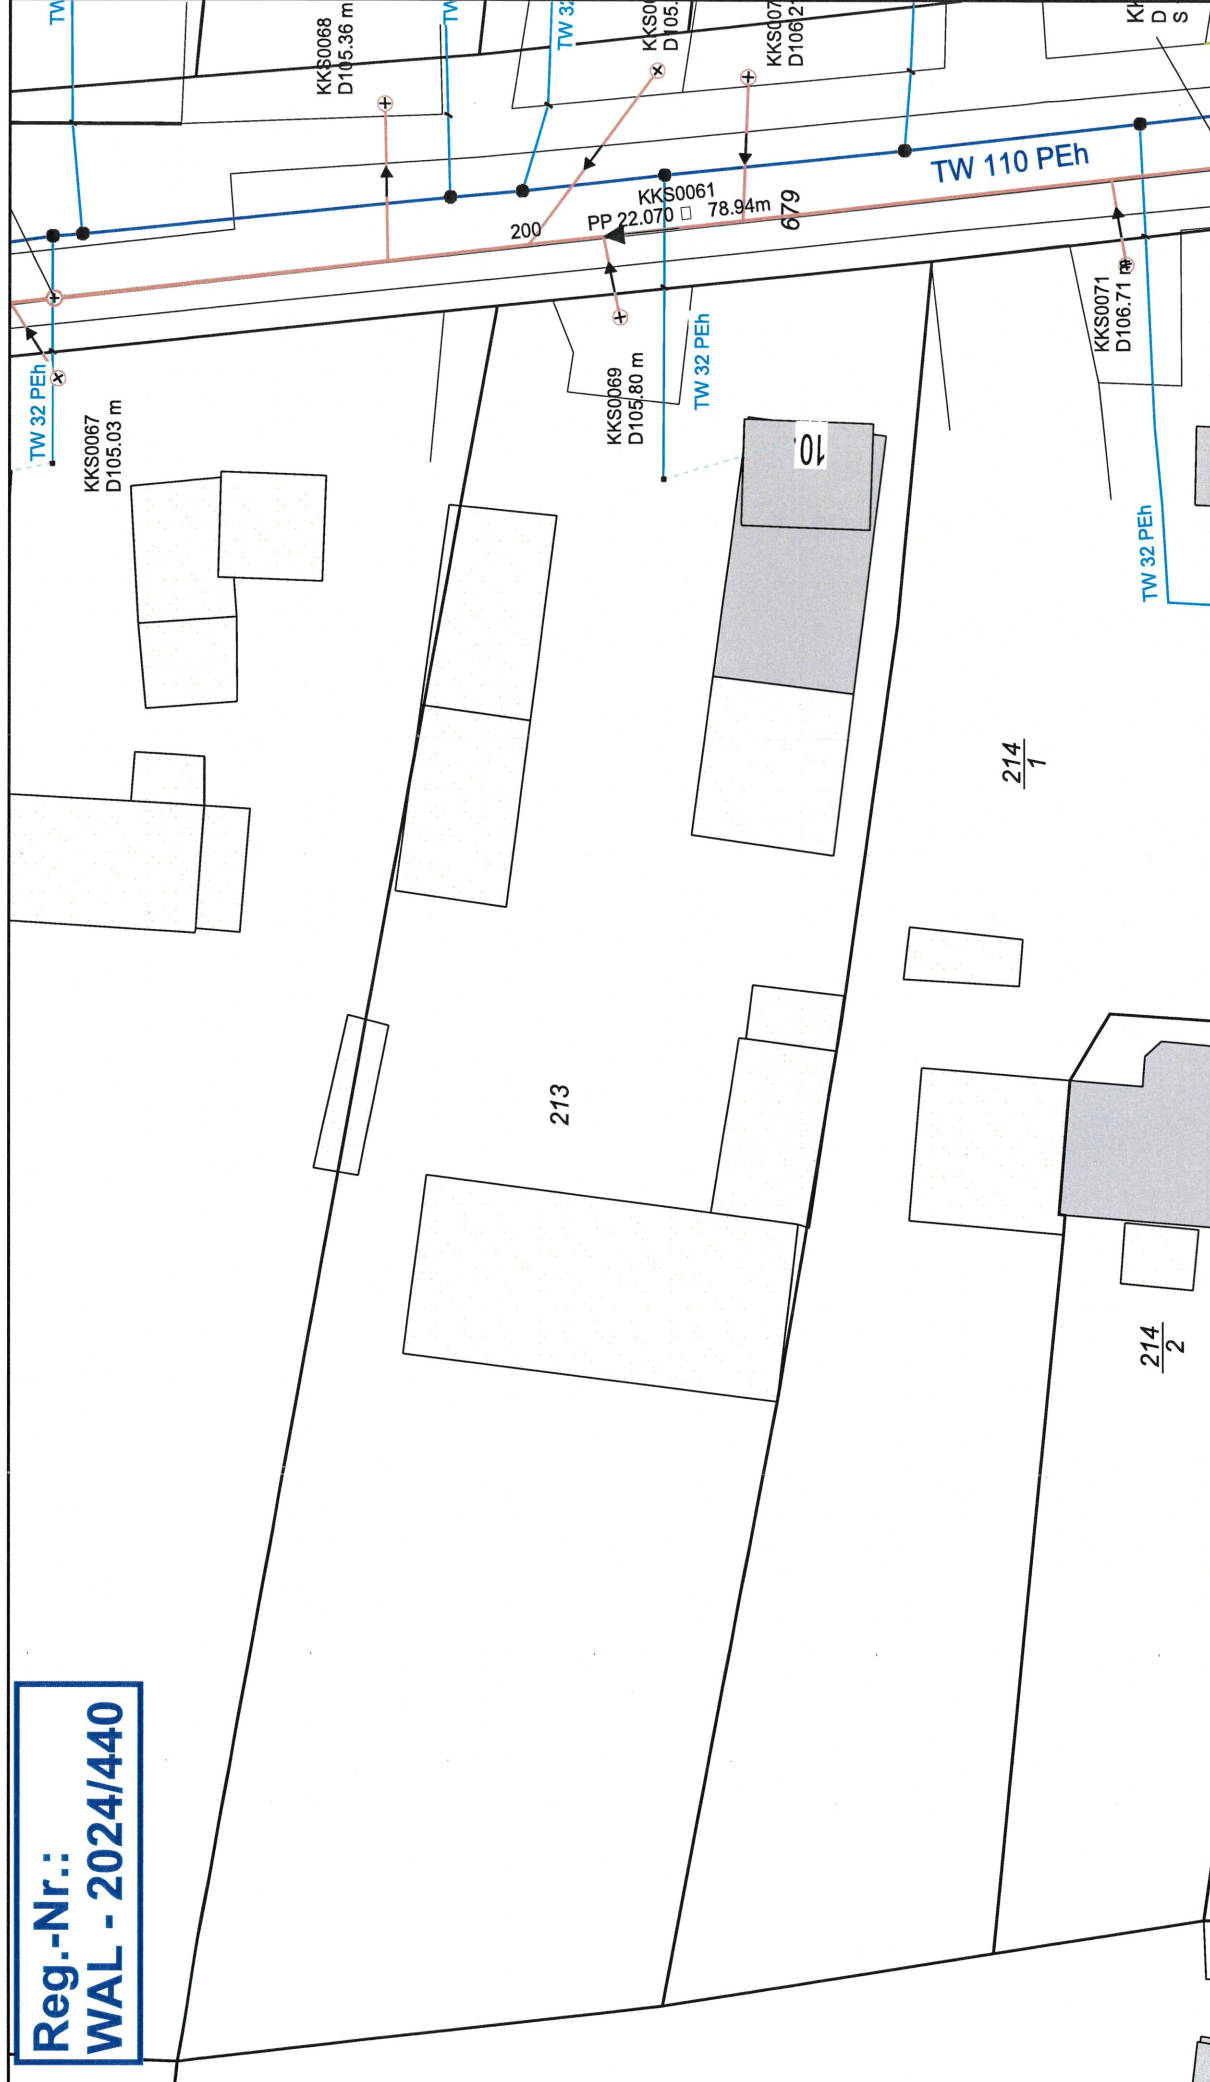 KKS0068
D105.36 m
TW 110 PEh
KKS0061
PP 22.070 □ 78.94m
200
679
KKS0071
D106.71 m
TW 32 PEh
KKS0067
D105.03 m
KKS0069
D105.80 m
TW 32 PEh
10
TW 32 PEh
214
1
213
214
2
Reg.-Nr.:
WAL - 2024/440